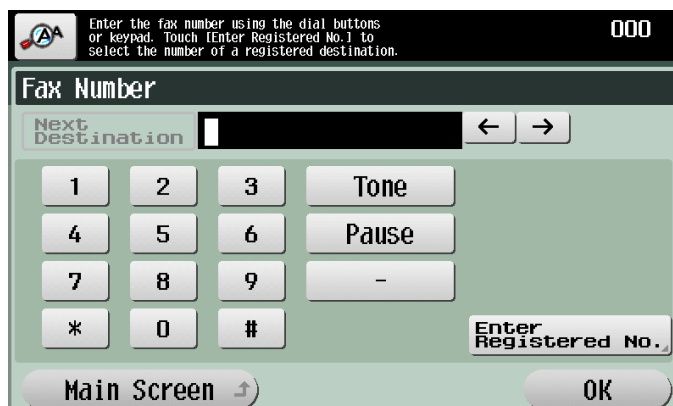 Enter the fax number using the dial buttons
or keypad. Touch [Enter Registered No.] to
select the number of a registered destination.
000
AA
Fax Number
Next
Destination
← →
1 2 3 Tone
4 5 6 Pause
7 8 9 -
* 0 #
Enter
Registered No.
Main Screen
OK